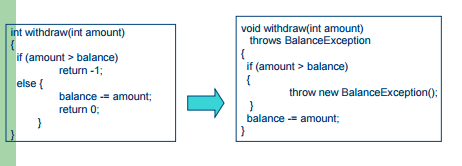 int withdraw(int amount)
{
if (amount > balance)
return -1;
else {
balance -= amount;
return 0;
}
}
void withdraw(int amount)
throws BalanceException
{
if (amount > balance)
{
throw new BalanceException();
}
balance -= amount;
}